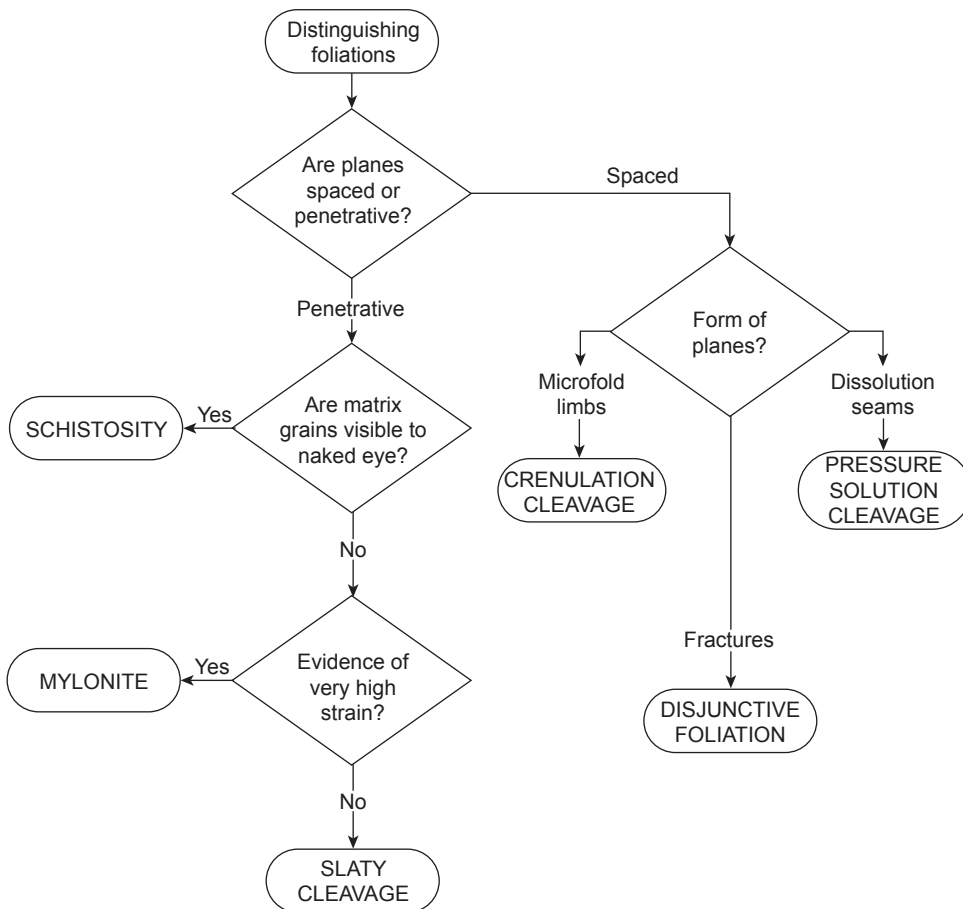 Distinguishing
foliations
Are planes
spaced or
penetrative?
Spaced
Penetrative
Form of
planes?
Microfold
limbs
Dissolution
seams
Yes
SCHISTOSITY
Are matrix
grains visible to
naked eye?
CRENULATION
CLEAVAGE
PRESSURE
SOLUTION
CLEAVAGE
No
Fractures
Yes
MYLONITE
Evidence of
very high
strain?
DISJUNCTIVE
FOLIATION
No
SLATY
CLEAVAGE